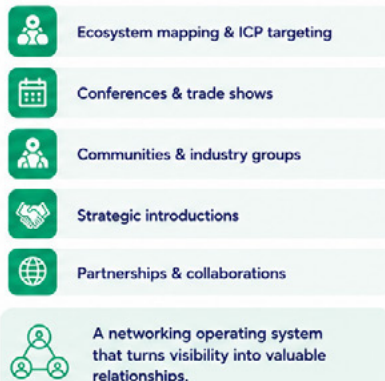 Ecosystem mapping & ICP targeting
Conferences & trade shows
Communities & industry groups
Strategic introductions
Partnerships & collaborations
A networking operating system
that turns visibility into valuable
relationships.